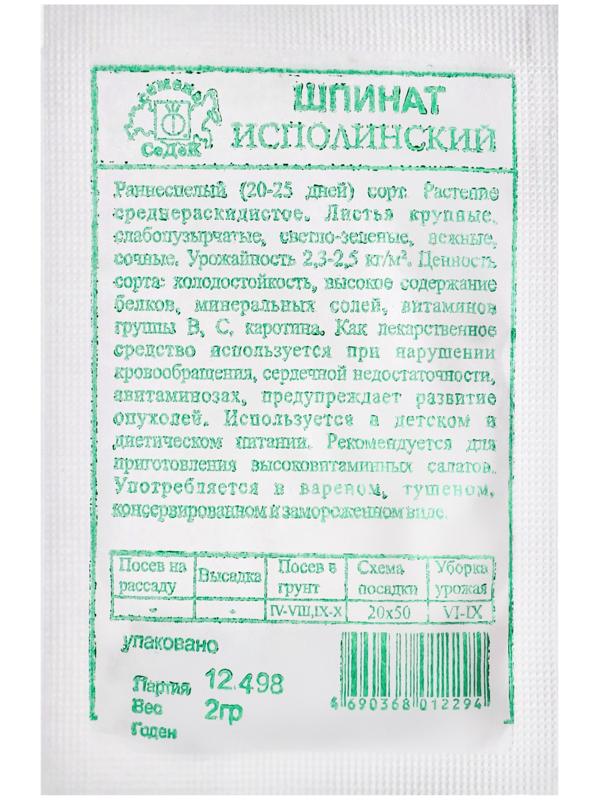 семена
СеДеК
ШПИНАТ
ИСПОЛИНСКИЙ
Раннеспелый (20-25 дней) сорт. Растение
среднераскидистое. Листья крупные,
слабопузырчатые, светло-зеленые, нежные,
сочные. Урожайность 2,3-2,5 кг/м². Ценность
сорта: холодостойкость, высокое содержание
белков, минеральных солей, витаминов
группы В, С, каротина. Как лекарственное
средство используется при нарушении
кровообращения, сердечной недостаточности,
авитаминозах, предупреждает развитие
опухолей. Используется в детском и
диетическом питании. Рекомендуется для
приготовления высоковитаминных салатов.
Употребляется в вареном, тушеном,
консервированном и замороженном виде.
Посев на рассаду Высадка Посев в грунт Схема посадки Уборка урожая
- - IV-VIII,IX-X 20х50 VI-IX
упаковано
Партия 12.498
Вес 2гр
Годен
4 690368 012294